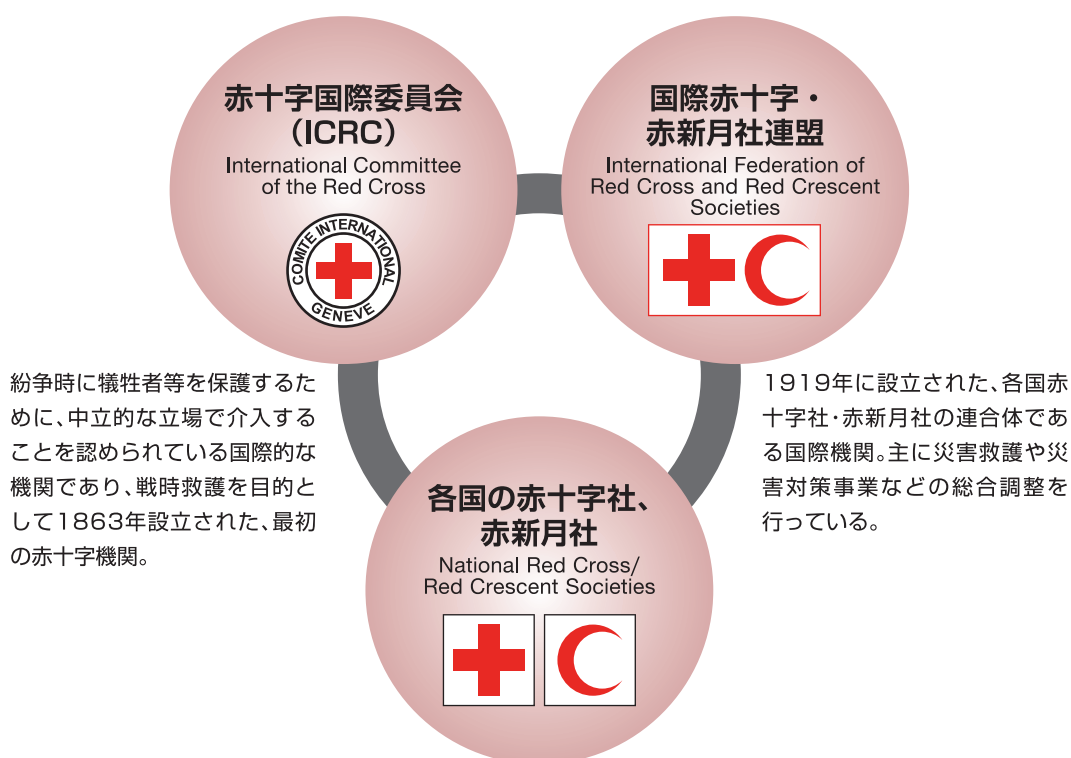 赤十字国際委員会
（ICRC）
International Committee
of the Red Cross
COMITE INTERNATIONAL
GENEVE
国際赤十字・
赤新月社連盟
International Federation of
Red Cross and Red Crescent
Societies
紛争時に犠牲者等を保護するた
めに、中立的な立場で介入する
ことを認められている国際的な
機関であり、戦時救護を目的と
して1863年設立された、最初
の赤十字機関。
1919年に設立された、各国赤
十字社・赤新月社の連合体であ
る国際機関。主に災害救護や災
害対策事業などの総合調整を
行っている。
各国の赤十字社、
赤新月社
National Red Cross/
Red Crescent Societies